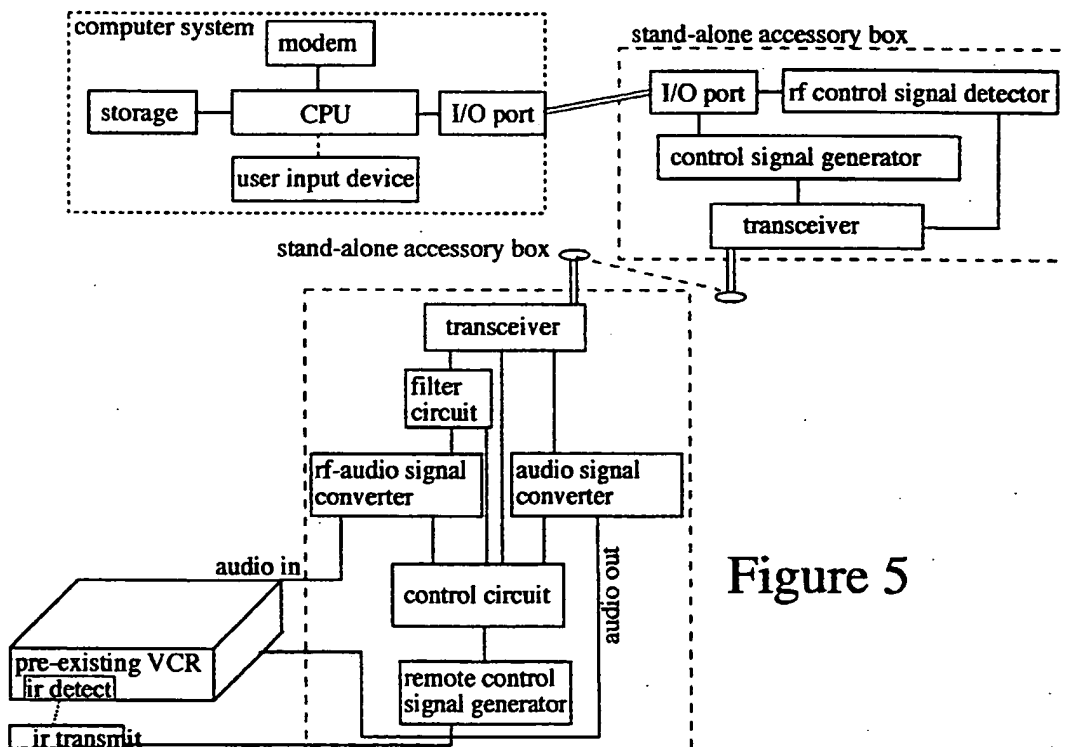 computer system
modem
storage
CPU
I/O port
user input device
stand-alone accessory box
I/O port
rf control signal detector
control signal generator
transceiver
stand-alone accessory box
transceiver
filter
circuit
rf-audio signal
converter
audio signal
converter
audio in
audio out
control circuit
Figure 5
pre-existing VCR
ir detect
remote control
signal generator
ir transmit